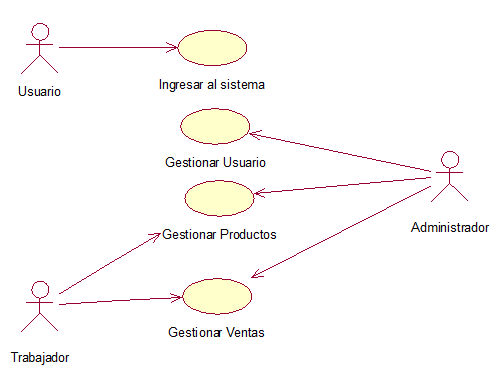 Usuario
Ingresar al sistema
Gestionar Usuario
Administrador
Gestionar Productos
Gestionar Ventas
Trabajador